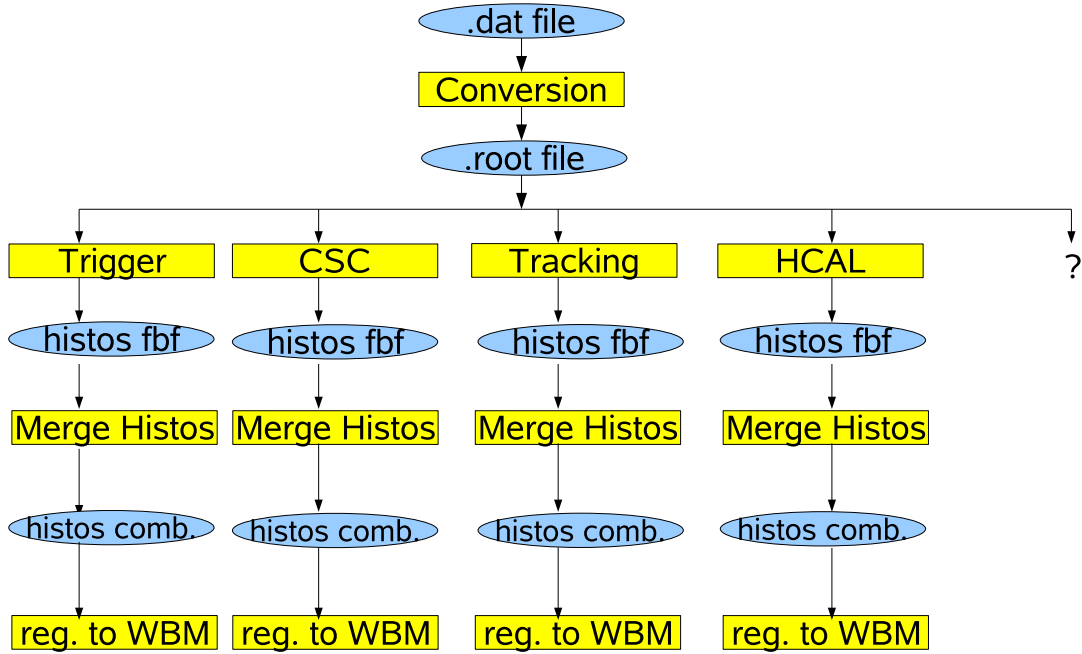 .dat file
Conversion
.root file
Trigger
CSC
Tracking
HCAL
?
histos fbf
histos fbf
histos fbf
histos fbf
Merge Histos
Merge Histos
Merge Histos
Merge Histos
histos comb.
histos comb.
histos comb.
histos comb.
reg. to WBM
reg. to WBM
reg. to WBM
reg. to WBM